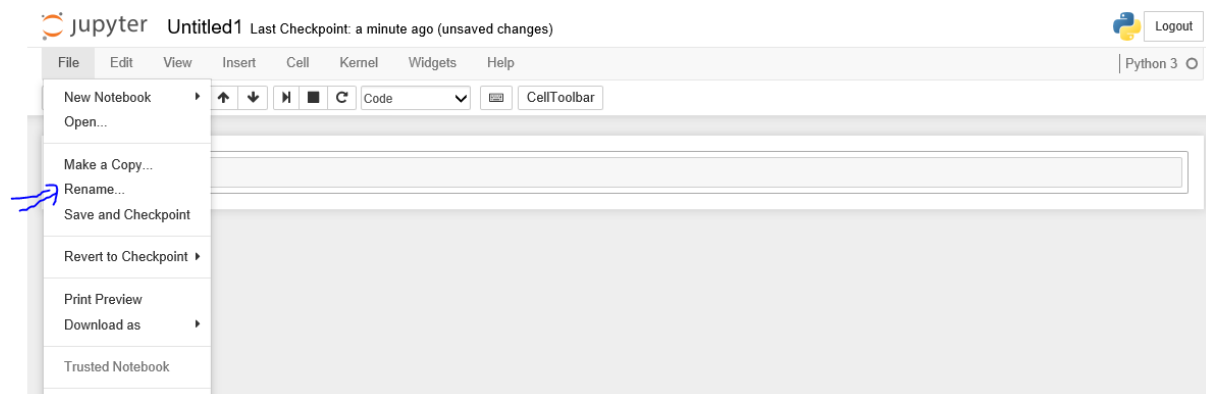 jupyter Untitled1 Last Checkpoint: a minute ago (unsaved changes) Logout
File Edit View Insert Cell Kernel Widgets Help Python 3
Code CellToolbar
New Notebook
Open...
Make a Copy...
Rename...
Save and Checkpoint
Revert to Checkpoint
Print Preview
Download as
Trusted Notebook